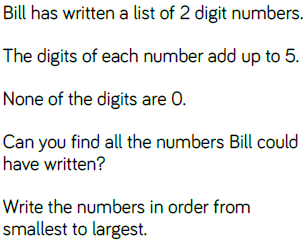 Bill has written a list of 2 digit numbers.
The digits of each number add up to 5.
None of the digits are 0.
Can you find all the numbers Bill could
have written?
Write the numbers in order from
smallest to largest.